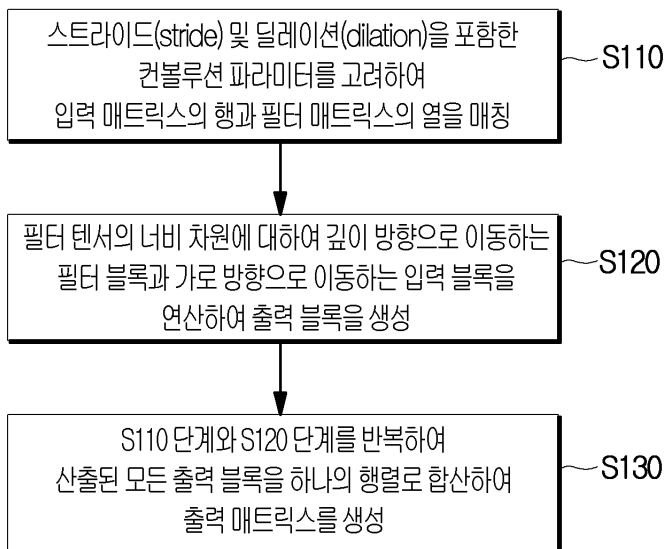 스트라이드(stride) 및 딜레이션(dilation)을 포함한
컨볼루션 파라미터를 고려하여
입력 매트릭스의 행과 필터 매트릭스의 열을 매칭
S110
필터 텐서의 너비 차원에 대하여 깊이 방향으로 이동하는
필터 블록과 가로 방향으로 이동하는 입력 블록을
연산하여 출력 블록을 생성
S120
S110 단계와 S120 단계를 반복하여
산출된 모든 출력 블록을 하나의 행렬로 합산하여
출력 매트릭스를 생성
S130